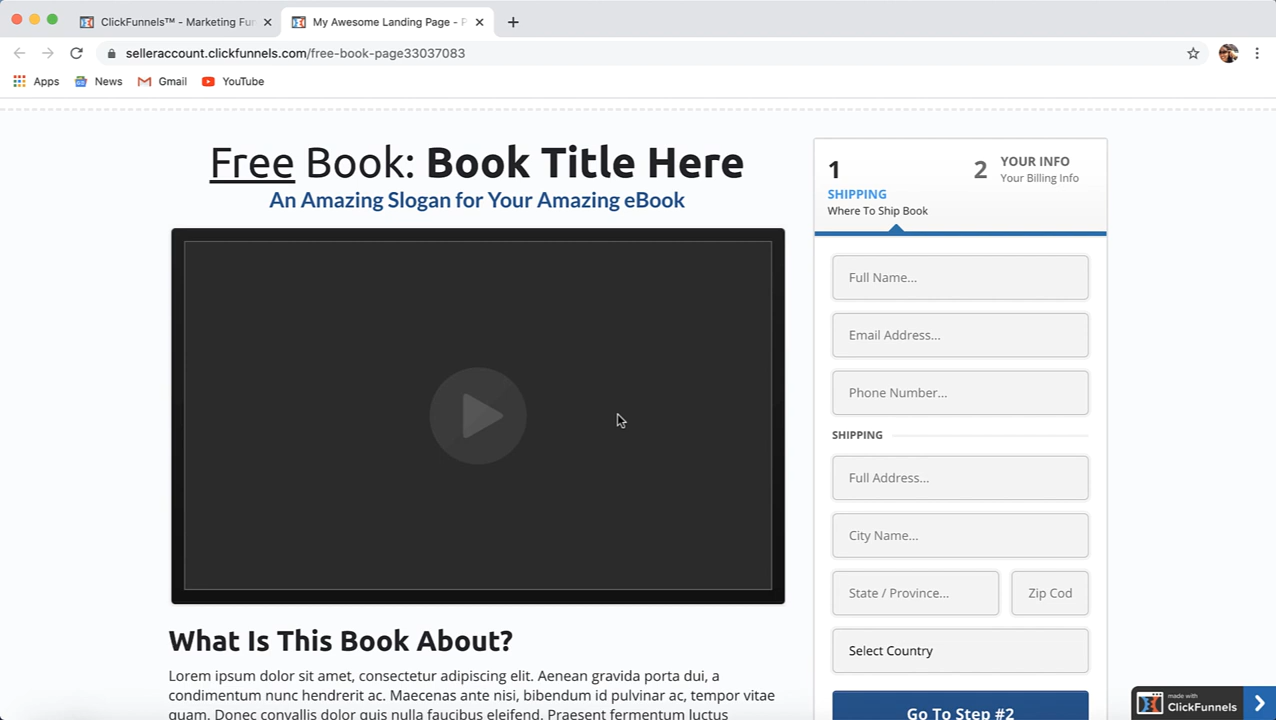 ClickFunnels™ - Marketing Fun
My Awesome Landing Page - P
selleraccount.clickfunnels.com/free-book-page33037083
Apps
News
Gmail
YouTube
Free Book: Book Title Here
An Amazing Slogan for Your Amazing eBook
What Is This Book About?
Lorem ipsum dolor sit amet, consectetur adipiscing elit. Aenean gravida porta dui, a
condimentum nunc hendrerit ac. Maecenas ante nisi, bibendum id pulvinar ac, tempor vitae
quam. Donec convallis dolor quis nulla faucibus eleifend. Praesent fermentum luctus
1
SHIPPING
Where To Ship Book
2
YOUR INFO
Your Billing Info
Full Name...
Email Address...
Phone Number...
SHIPPING
Full Address...
City Name...
State / Province...
Zip Cod
Select Country
Go To Step #2
made with
ClickFunnels